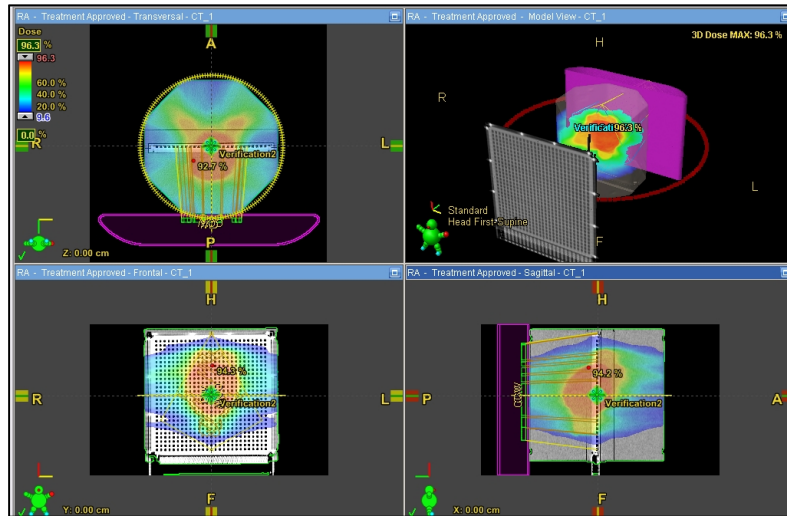 RA - Treatment Approved - Transversal - CT_1
Dose
96.3 %
96.3
60.0 %
40.0 %
20.0 %
9.6
0.0 %
A
R
L
Verification2
92.7%
P
Z: 0.00 cm
RA - Treatment Approved - Model View - CT_1
3D Dose MAX: 96.3 %
H
R
96.3 %
L
Standard
Head First-Supine
F
RA - Treatment Approved - Frontal - CT_1
H
R
L
Verification2
F
Y: 0.00 cm
RA - Treatment Approved - Sagittal - CT_1
H
P
94.2 %
A
Verification2
F
X: 0.00 cm